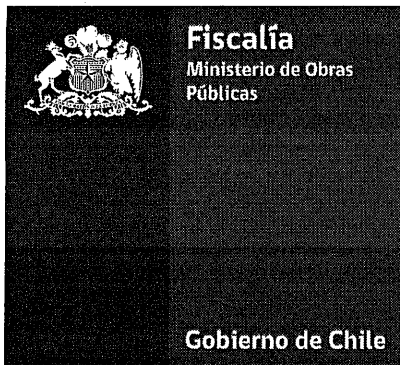 Fiscalía
Ministerio de Obras
Públicas
Gobierno de Chile